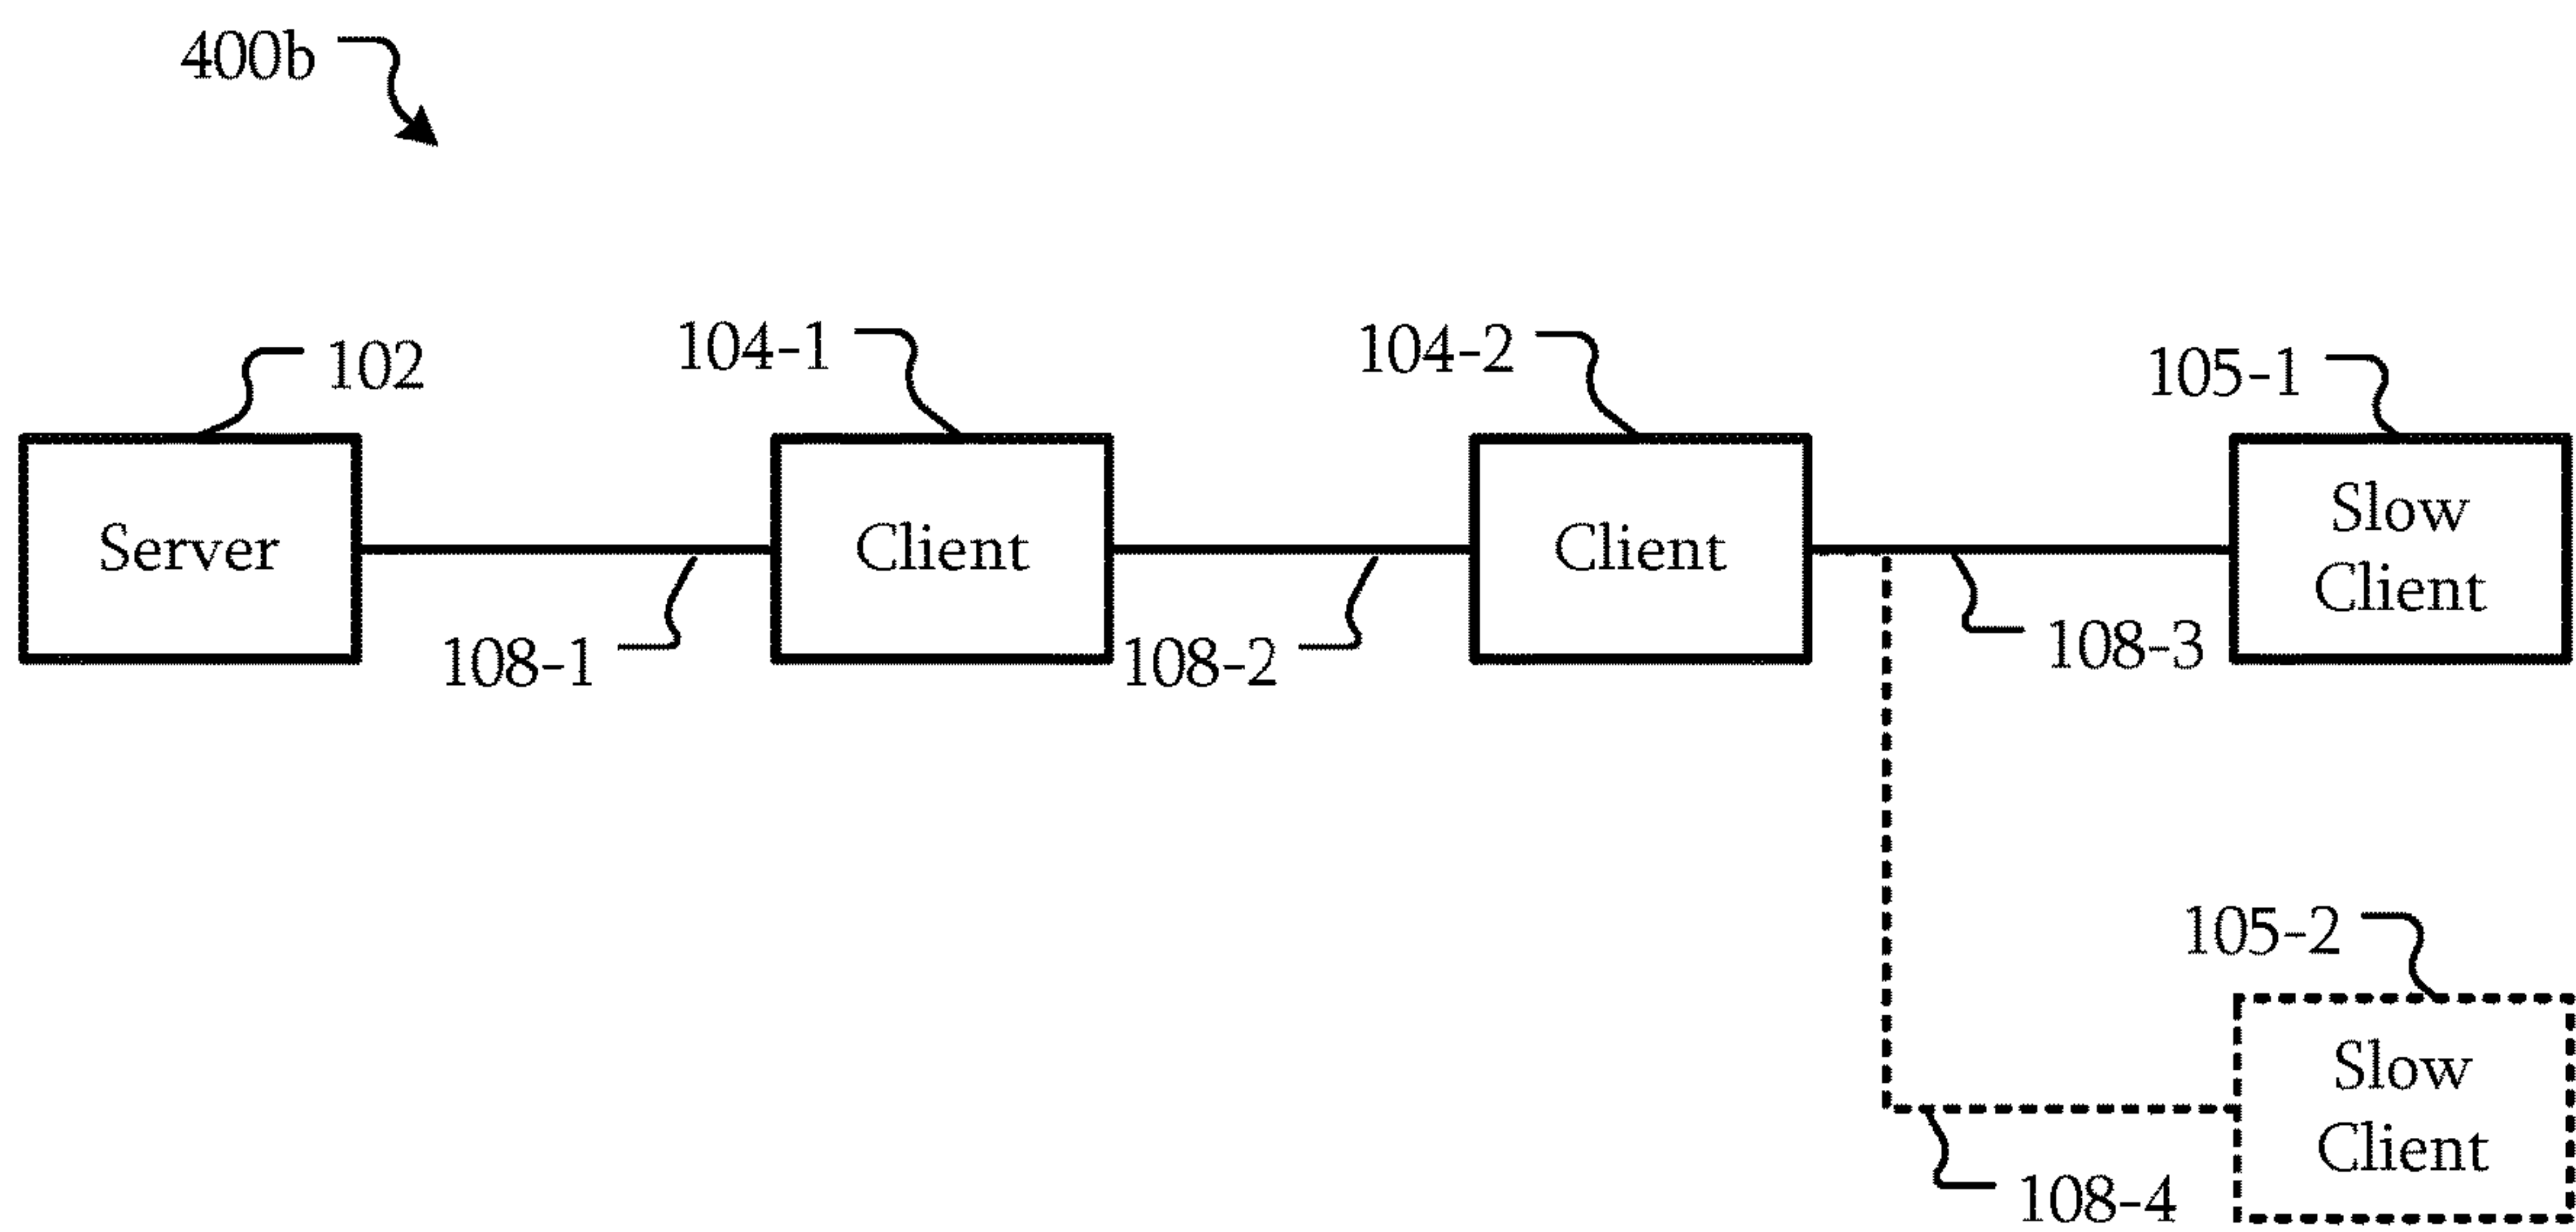 400b
102
104-1
104-2
105-1
Server
Client
Client
Slow
Client
108-1
108-2
108-3
105-2
Slow
Client
108-4